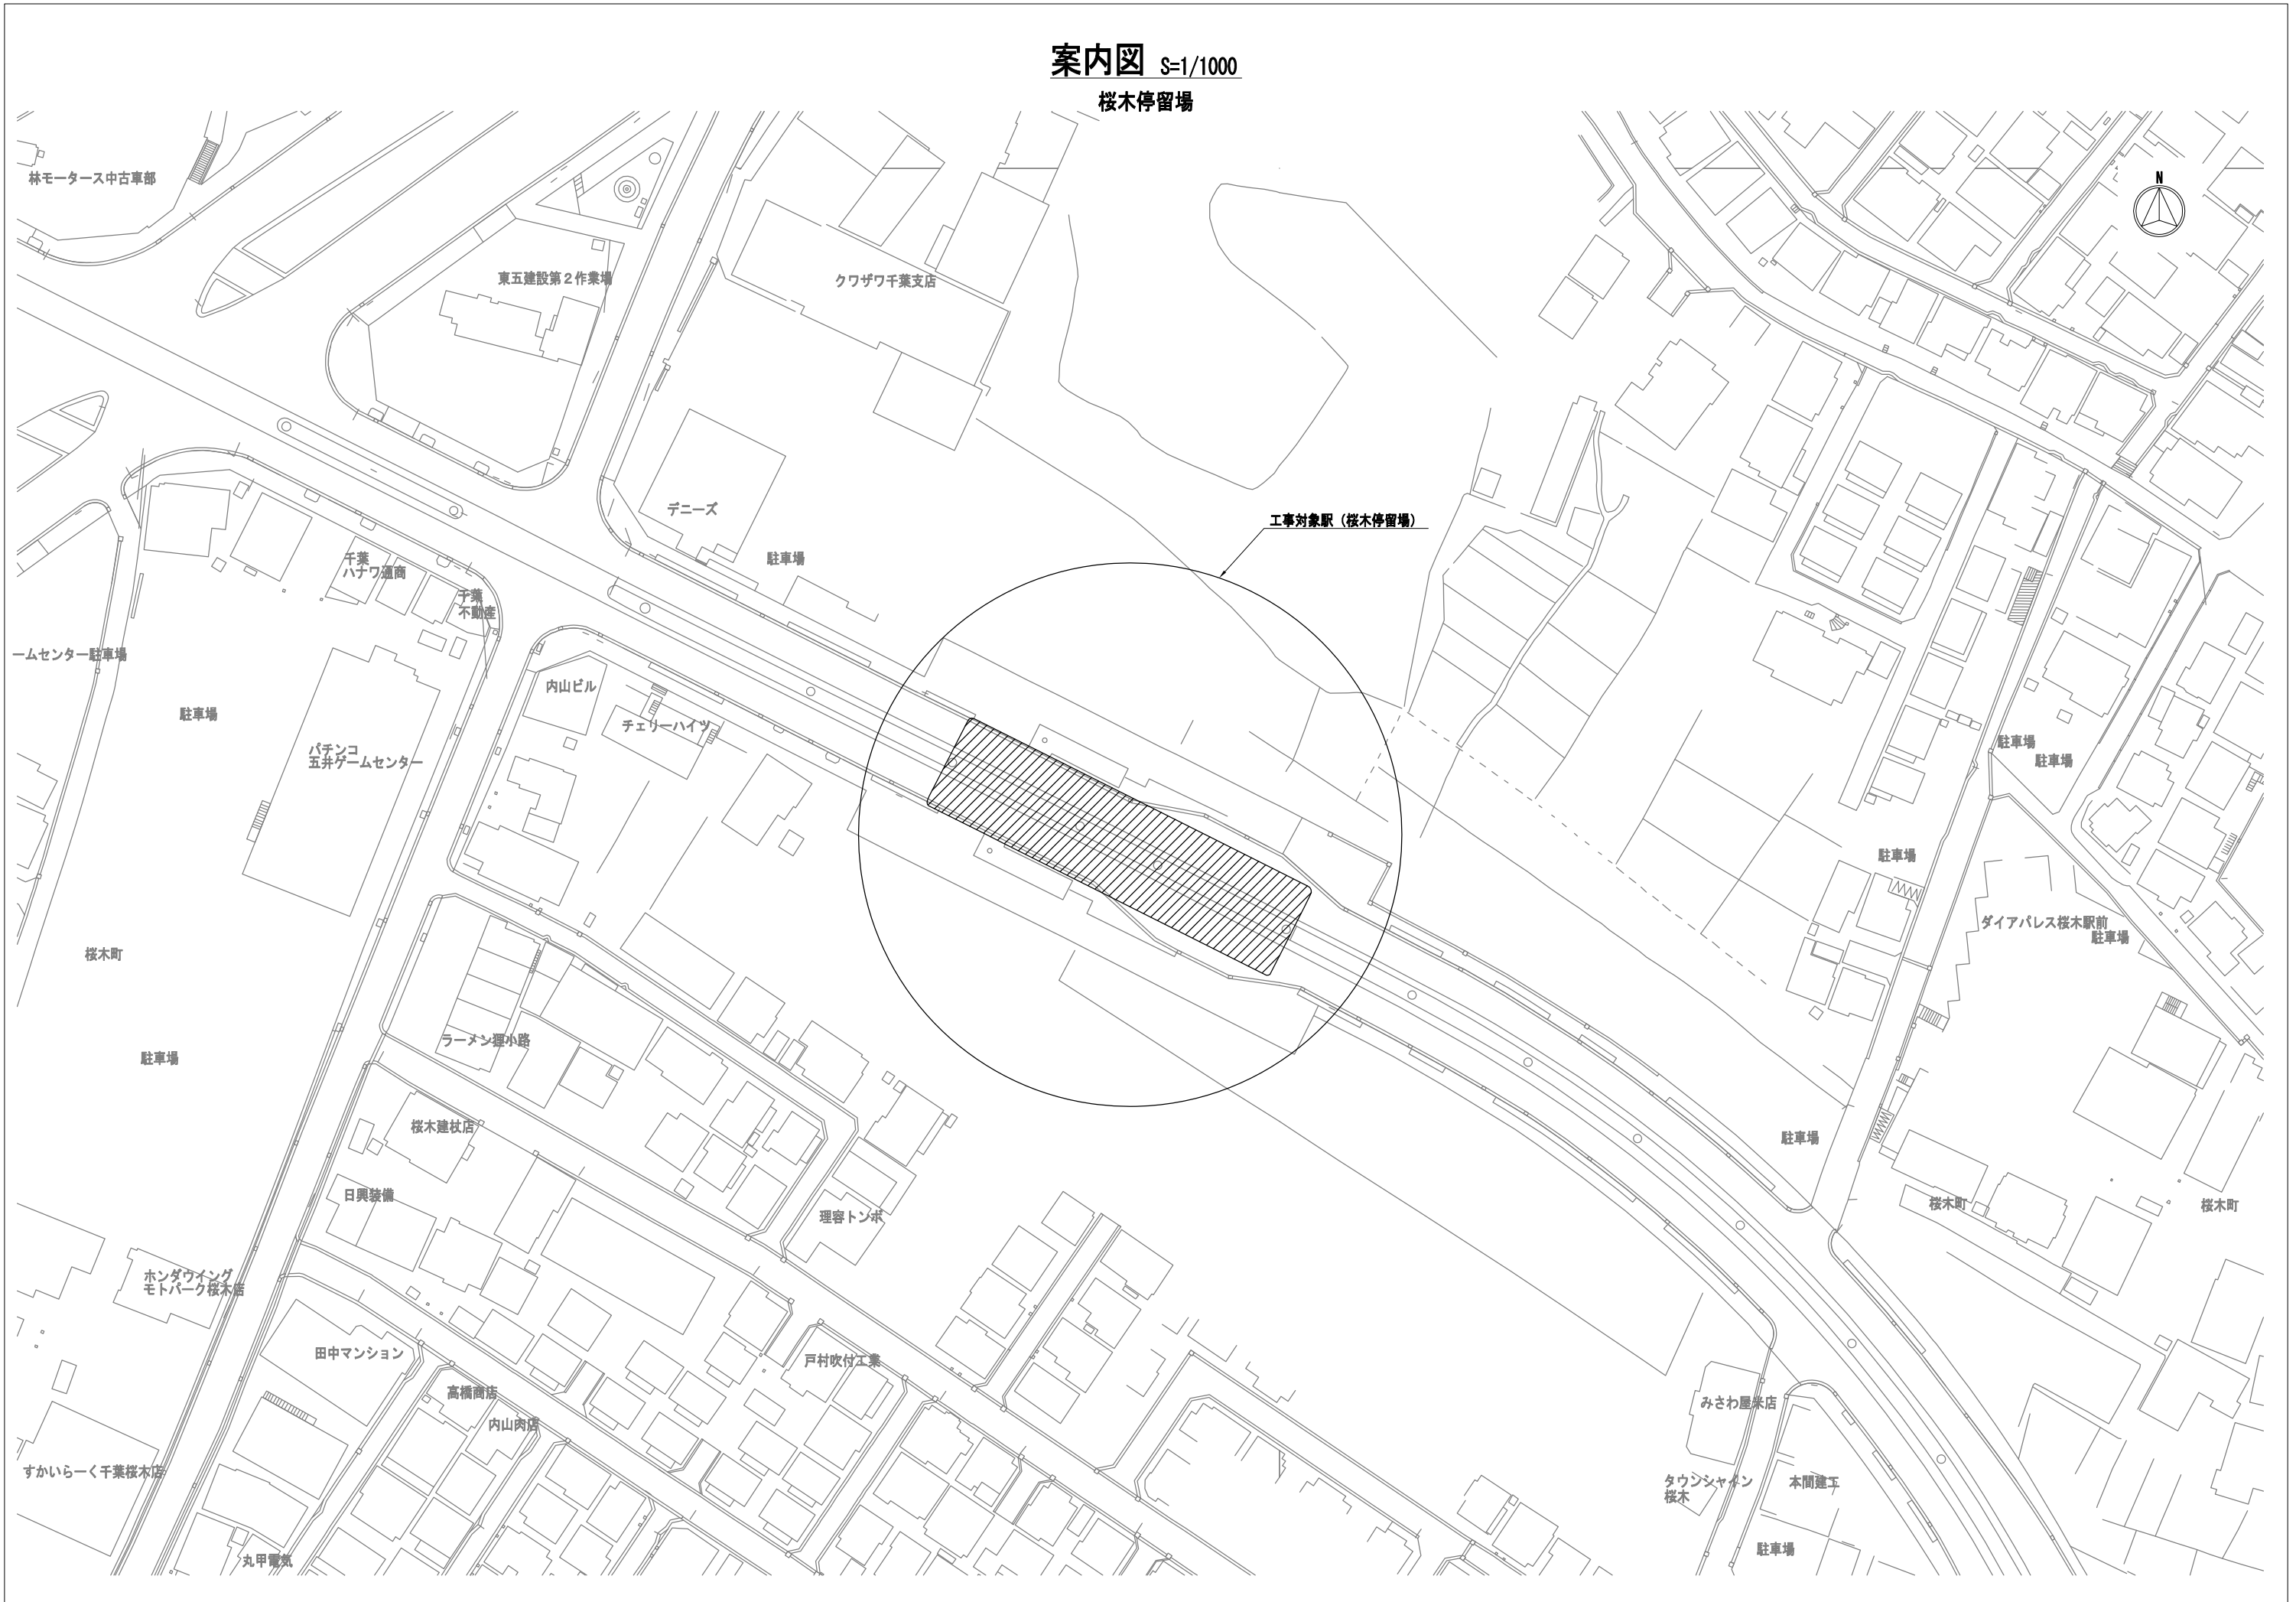 案内図 S=1/1000
桜木停留場
N
林モータース中古車部
東五建設第２作業場
クワザワ千葉支店
デニーズ
工事対象駅（桜木停留場）
駐車場
千葉
ハナワ通商
千葉
不動産
ームセンター駐車場
内山ビル
駐車場
チェリーハイツ
パチンコ
五井ゲームセンター
駐車場
駐車場
駐車場
ダイアパレス桜木駅前
駐車場
桜木町
ラーメン狸小路
駐車場
桜木建材店
駐車場
日興装備
理容トンボ
桜木町
桜木町
ホンダウイング
モトパーク桜木店
田中マンション
戸村吹付工業
高橋商店
みさわ屋米店
内山肉店
すかいらーく千葉桜木店
タウンシャイン
桜木
本間建工
駐車場
丸甲電気